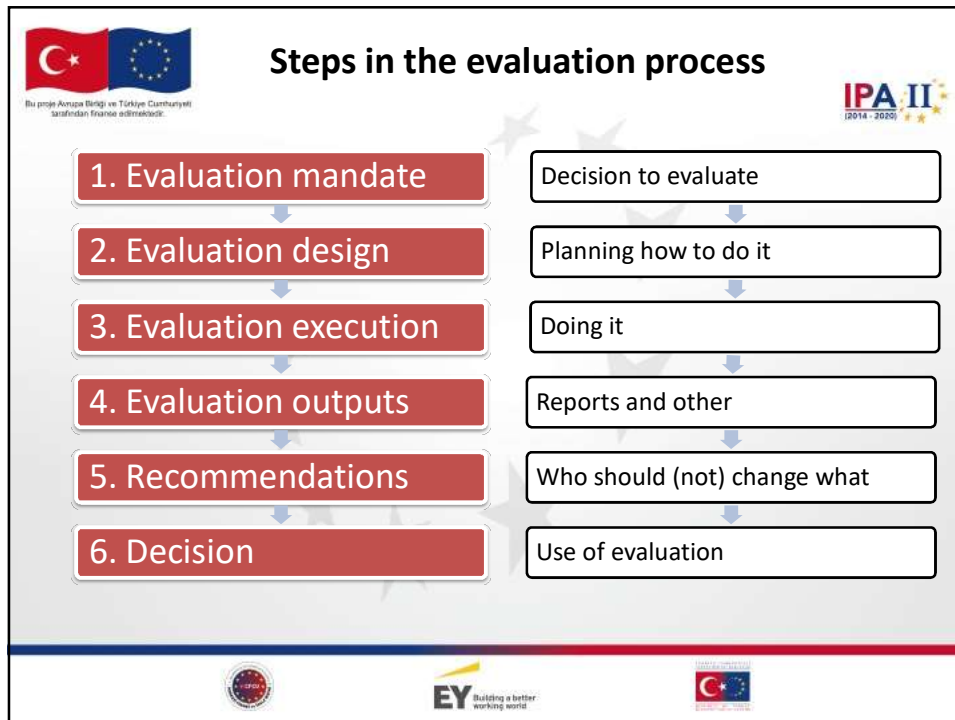 Steps in the evaluation process
Bu proje Avrupa Birliği ve Türkiye Cumhuriyeti
tarafından finanse edilmektedir.
IPA II
(2014 - 2020)
1. Evaluation mandate
Decision to evaluate
2. Evaluation design
Planning how to do it
3. Evaluation execution
Doing it
4. Evaluation outputs
Reports and other
5. Recommendations
Who should (not) change what
6. Decision
Use of evaluation
CFCU
EY
Building a better
working world